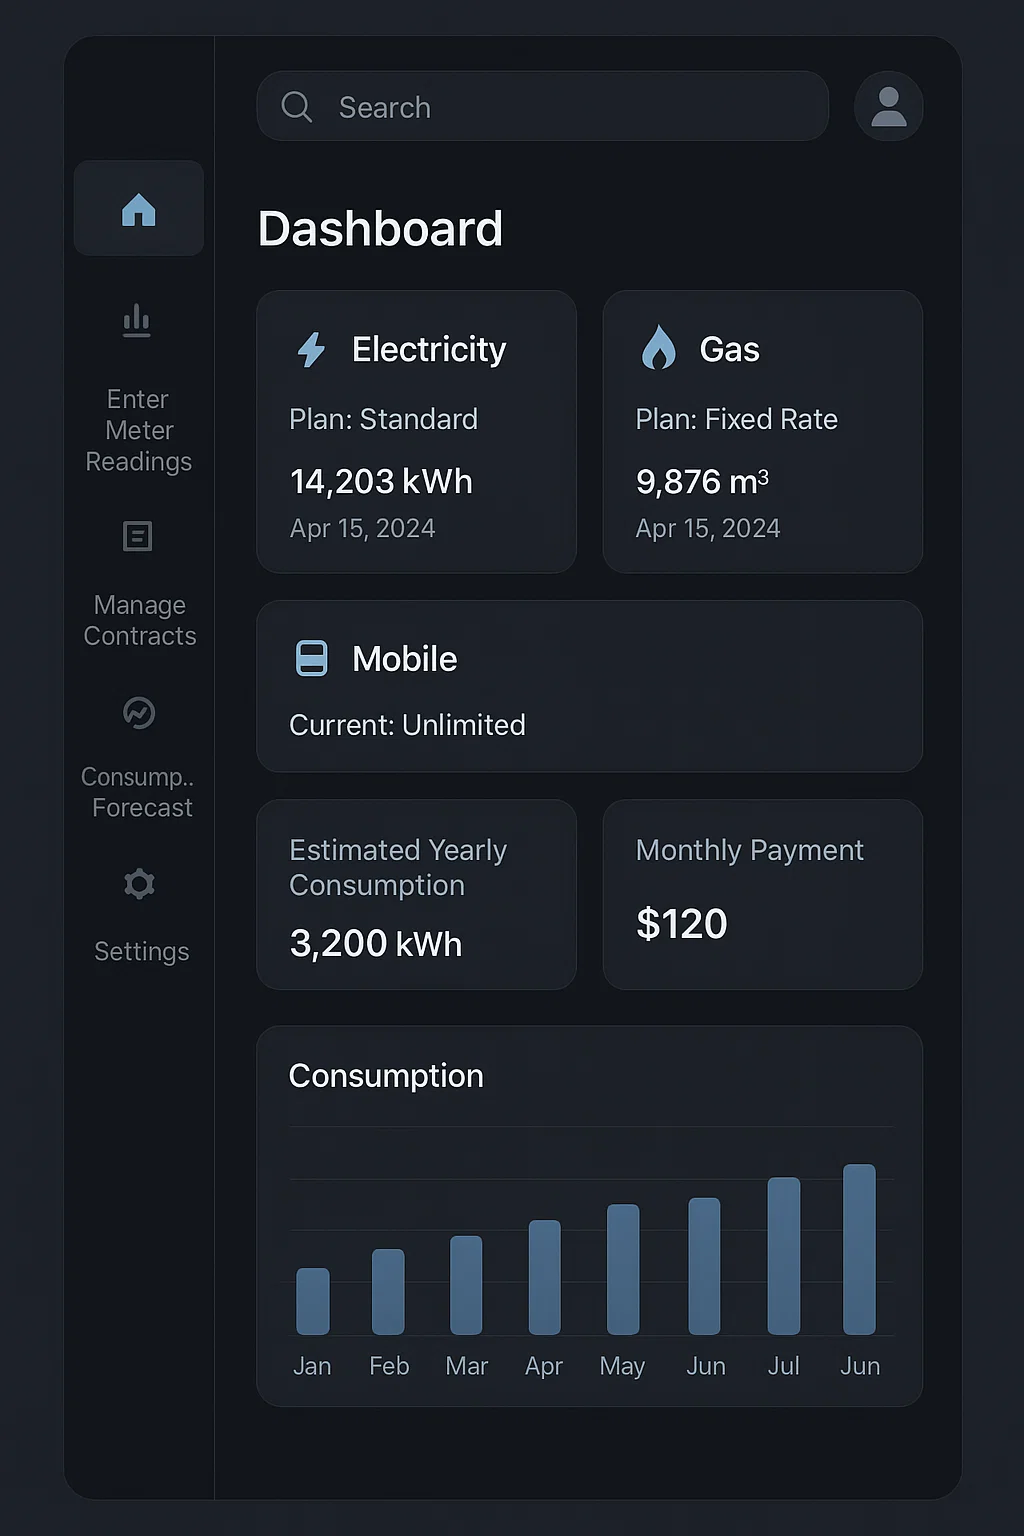 Search
Dashboard
Enter
Meter
Readings
Manage
Contracts
Consump..
Forecast
Settings
Electricity
Plan: Standard
14,203 kWh
Apr 15, 2024
Gas
Plan: Fixed Rate
9,876 m³
Apr 15, 2024
Mobile
Current: Unlimited
Estimated Yearly
Consumption
3,200 kWh
Monthly Payment
$120
Consumption
Jan Feb Mar Apr May Jun Jul Jun